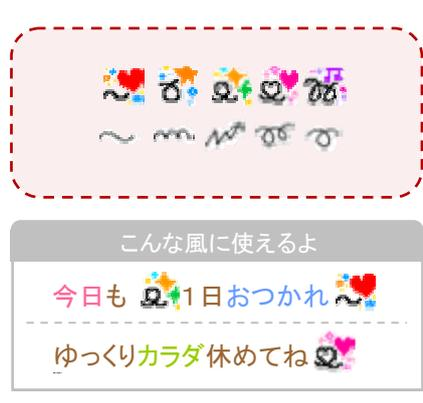 こんな風に使えるよ
今日も 1日おつかれ
ゆっくりカラダ休めてね